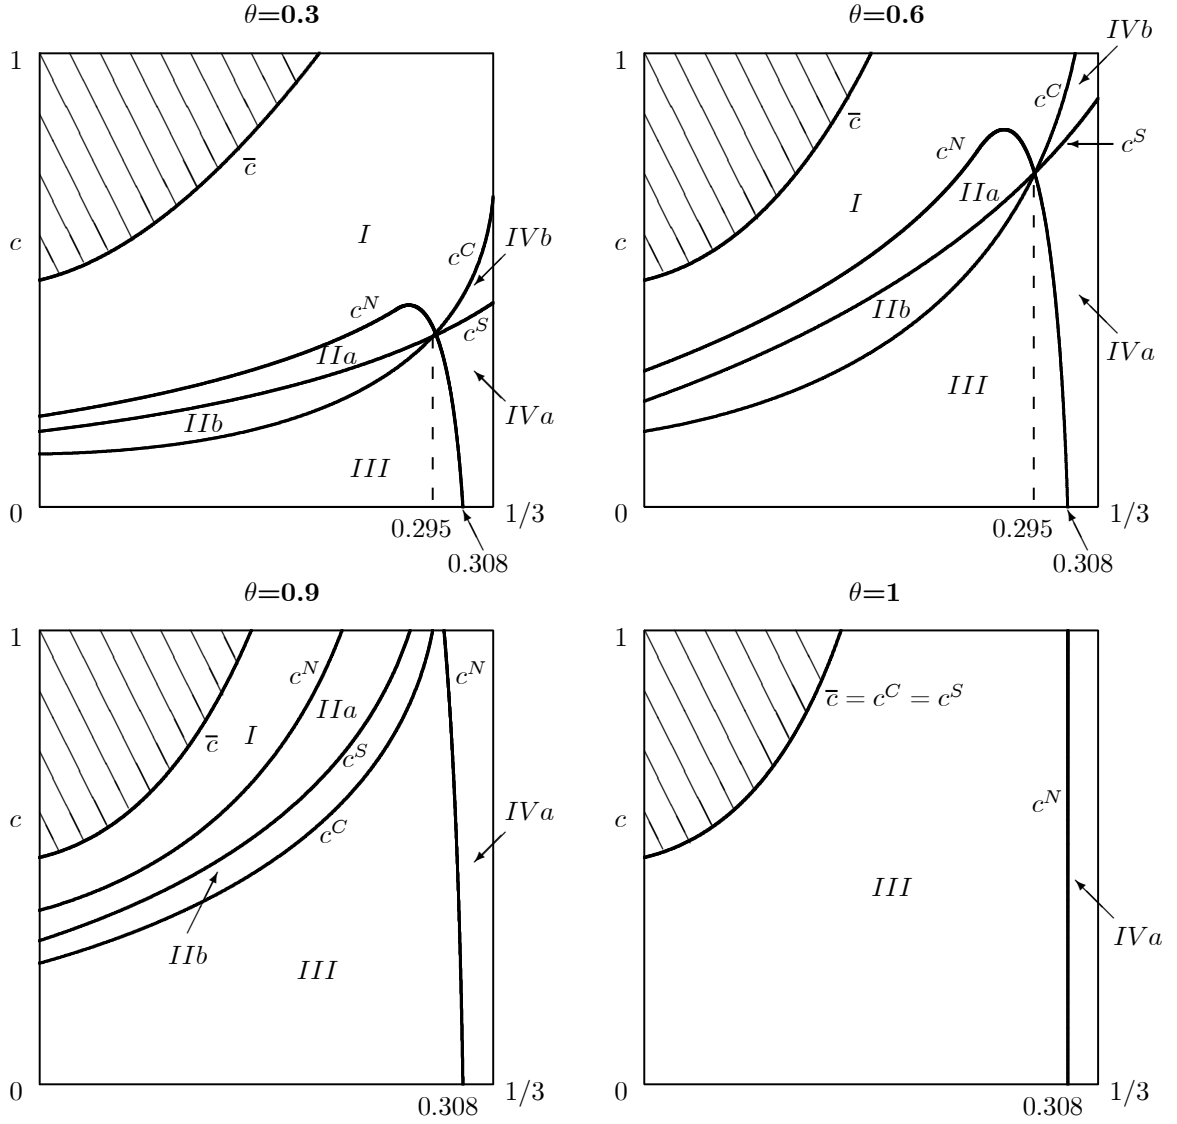 θ=0.3
1
c̅
c
I
IVb
c^C
c^N
c^S
IIa
IIb
IVa
III
0
1/3
0.295
0.308
θ=0.6
IVb
1
c^C
c̅
c^N
c^S
IIa
I
c
IIb
IVa
III
0
1/3
0.295
0.308
θ=0.9
1
c^N
c^N
IIa
c̅
I
c^S
IVa
c
c^C
IIb
III
0
1/3
0.308
θ=1
1
c̅ = c^C = c^S
c^N
c
III
IVa
0
1/3
0.308